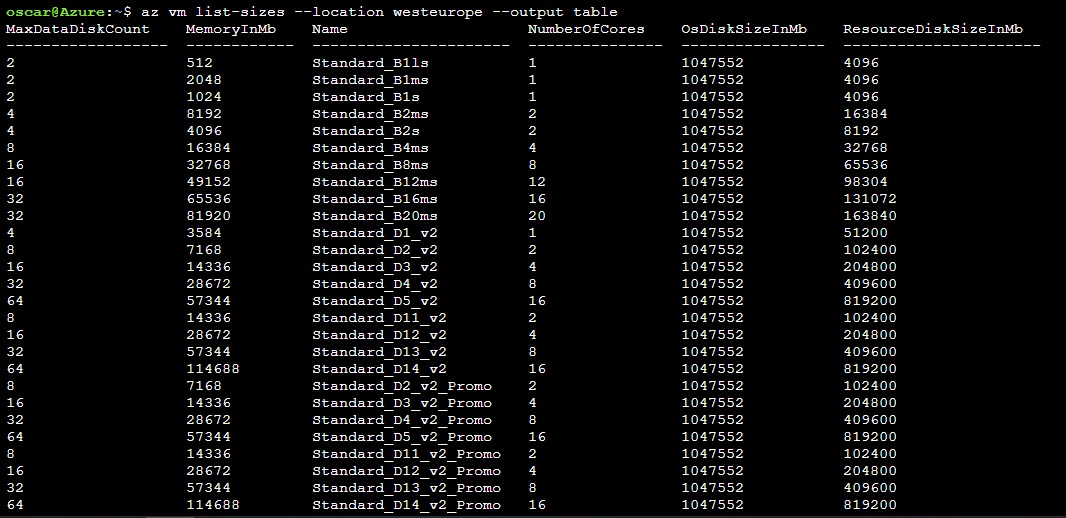 oscar@Azure:~$ az vm list-sizes --location westeurope --output table
MaxDataDiskCount    MemoryInMb    Name                    NumberOfCores    OsDiskSizeInMb    ResourceDiskSizeInMb
------------------  ------------  ----------------------  ---------------  ----------------  ----------------------
2                   512           Standard_B1ls           1                1047552           4096
2                   2048          Standard_B1ms           1                1047552           4096
2                   1024          Standard_B1s            1                1047552           4096
4                   8192          Standard_B2ms           2                1047552           16384
4                   4096          Standard_B2s            2                1047552           8192
8                   16384         Standard_B4ms           4                1047552           32768
16                  32768         Standard_B8ms           8                1047552           65536
16                  49152         Standard_B12ms          12               1047552           98304
32                  65536         Standard_B16ms          16               1047552           131072
32                  81920         Standard_B20ms          20               1047552           163840
4                   3584          Standard_D1_v2          1                1047552           51200
8                   7168          Standard_D2_v2          2                1047552           102400
16                  14336         Standard_D3_v2          4                1047552           204800
32                  28672         Standard_D4_v2          8                1047552           409600
64                  57344         Standard_D5_v2          16               1047552           819200
8                   14336         Standard_D11_v2         2                1047552           102400
16                  28672         Standard_D12_v2         4                1047552           204800
32                  57344         Standard_D13_v2         8                1047552           409600
64                  114688        Standard_D14_v2         16               1047552           819200
8                   7168          Standard_D2_v2_Promo    2                1047552           102400
16                  14336         Standard_D3_v2_Promo    4                1047552           204800
32                  28672         Standard_D4_v2_Promo    8                1047552           409600
64                  57344         Standard_D5_v2_Promo    16               1047552           819200
8                   14336         Standard_D11_v2_Promo   2                1047552           102400
16                  28672         Standard_D12_v2_Promo   4                1047552           204800
32                  57344         Standard_D13_v2_Promo   8                1047552           409600
64                  114688        Standard_D14_v2_Promo   16               1047552           819200